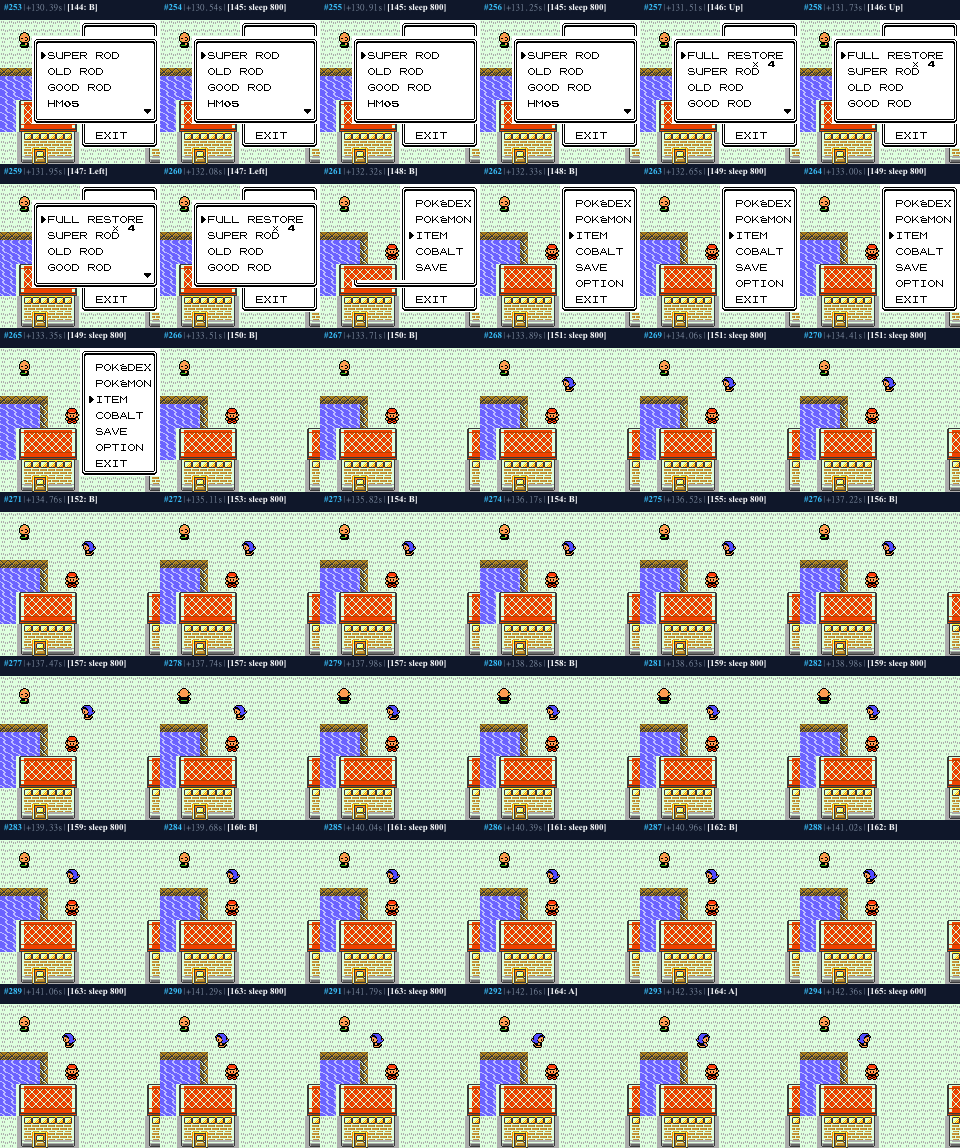 #253|+130.39s| [144: B]
#254|+130.54s| [145: sleep 800]
#255|+130.91s| [145: sleep 800]
#256|+131.25s| [145: sleep 800]
#257|+131.51s| [146: Up]
#258|+131.73s| [146: Up]
SUPER ROD
OLD ROD
GOOD ROD
HM05
EXIT
SUPER ROD
OLD ROD
GOOD ROD
HM05
EXIT
SUPER ROD
OLD ROD
GOOD ROD
HM05
EXIT
SUPER ROD
OLD ROD
GOOD ROD
HM05
EXIT
FULL RESTORE
× 4
SUPER ROD
OLD ROD
GOOD ROD
EXIT
FULL RESTORE
× 4
SUPER ROD
OLD ROD
GOOD ROD
EXIT
#259|+131.95s| [147: Left]
#260|+132.08s| [147: Left]
#261|+132.32s| [148: B]
#262|+132.33s| [148: B]
#263|+132.65s| [149: sleep 800]
#264|+133.00s| [149: sleep 800]
FULL RESTORE
× 4
SUPER ROD
OLD ROD
GOOD ROD
EXIT
FULL RESTORE
× 4
SUPER ROD
OLD ROD
GOOD ROD
EXIT
POKéDEX
POKéMON
ITEM
COBALT
SAVE
EXIT
POKéDEX
POKéMON
ITEM
COBALT
SAVE
OPTION
EXIT
POKéDEX
POKéMON
ITEM
COBALT
SAVE
OPTION
EXIT
POKéDEX
POKéMON
ITEM
COBALT
SAVE
OPTION
EXIT
#265|+133.35s| [149: sleep 800]
#266|+133.51s| [150: B]
#267|+133.71s| [150: B]
#268|+133.89s| [151: sleep 800]
#269|+134.06s| [151: sleep 800]
#270|+134.41s| [151: sleep 800]
POKéDEX
POKéMON
ITEM
COBALT
SAVE
OPTION
EXIT
#271|+134.76s| [152: B]
#272|+135.11s| [153: sleep 800]
#273|+135.82s| [154: B]
#274|+136.17s| [154: B]
#275|+136.52s| [155: sleep 800]
#276|+137.22s| [156: B]
#277|+137.47s| [157: sleep 800]
#278|+137.74s| [157: sleep 800]
#279|+137.98s| [157: sleep 800]
#280|+138.28s| [158: B]
#281|+138.63s| [159: sleep 800]
#282|+138.98s| [159: sleep 800]
#283|+139.33s| [159: sleep 800]
#284|+139.68s| [160: B]
#285|+140.04s| [161: sleep 800]
#286|+140.39s| [161: sleep 800]
#287|+140.96s| [162: B]
#288|+141.02s| [162: B]
#289|+141.06s| [163: sleep 800]
#290|+141.29s| [163: sleep 800]
#291|+141.79s| [163: sleep 800]
#292|+142.16s| [164: A]
#293|+142.33s| [164: A]
#294|+142.36s| [165: sleep 600]